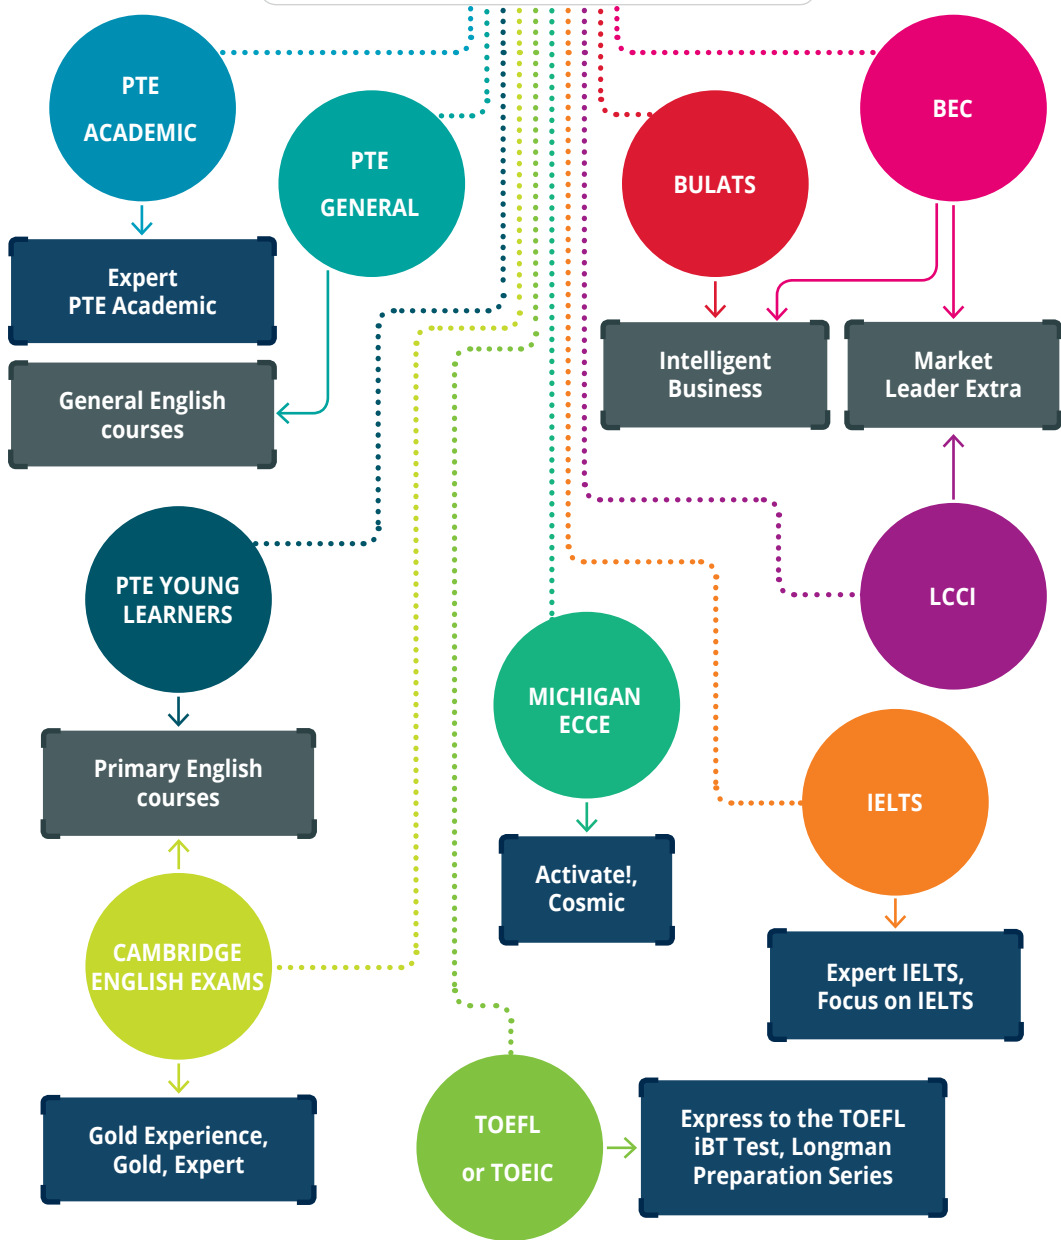 PTE
ACADEMIC
PTE
GENERAL
BULATS
BEC
Expert
PTE Academic
General English
courses
Intelligent
Business
Market
Leader Extra
PTE YOUNG
LEARNERS
LCCI
MICHIGAN
ECCE
Primary English
courses
IELTS
Activate!,
Cosmic
CAMBRIDGE
ENGLISH EXAMS
Expert IELTS,
Focus on IELTS
Gold Experience,
Gold, Expert
TOEFL
or TOEIC
Express to the TOEFL
iBT Test, Longman
Preparation Series